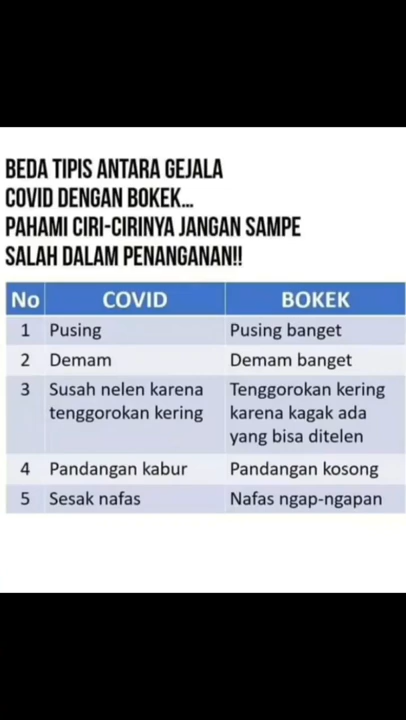 BEDA TIPIS ANTARA GEJALA
COVID DENGAN BOKEK...
PAHAMI CIRI-CIRINYA JANGAN SAMPE
SALAH DALAM PENANGANAN!!
No COVID BOKEK
1 Pusing Pusing banget
2 Demam Demam banget
3 Susah nelen karena Tenggorokan kering
tenggorokan kering karena kagak ada
yang bisa ditelen
4 Pandangan kabur Pandangan kosong
5 Sesak nafas Nafas ngap-ngapan